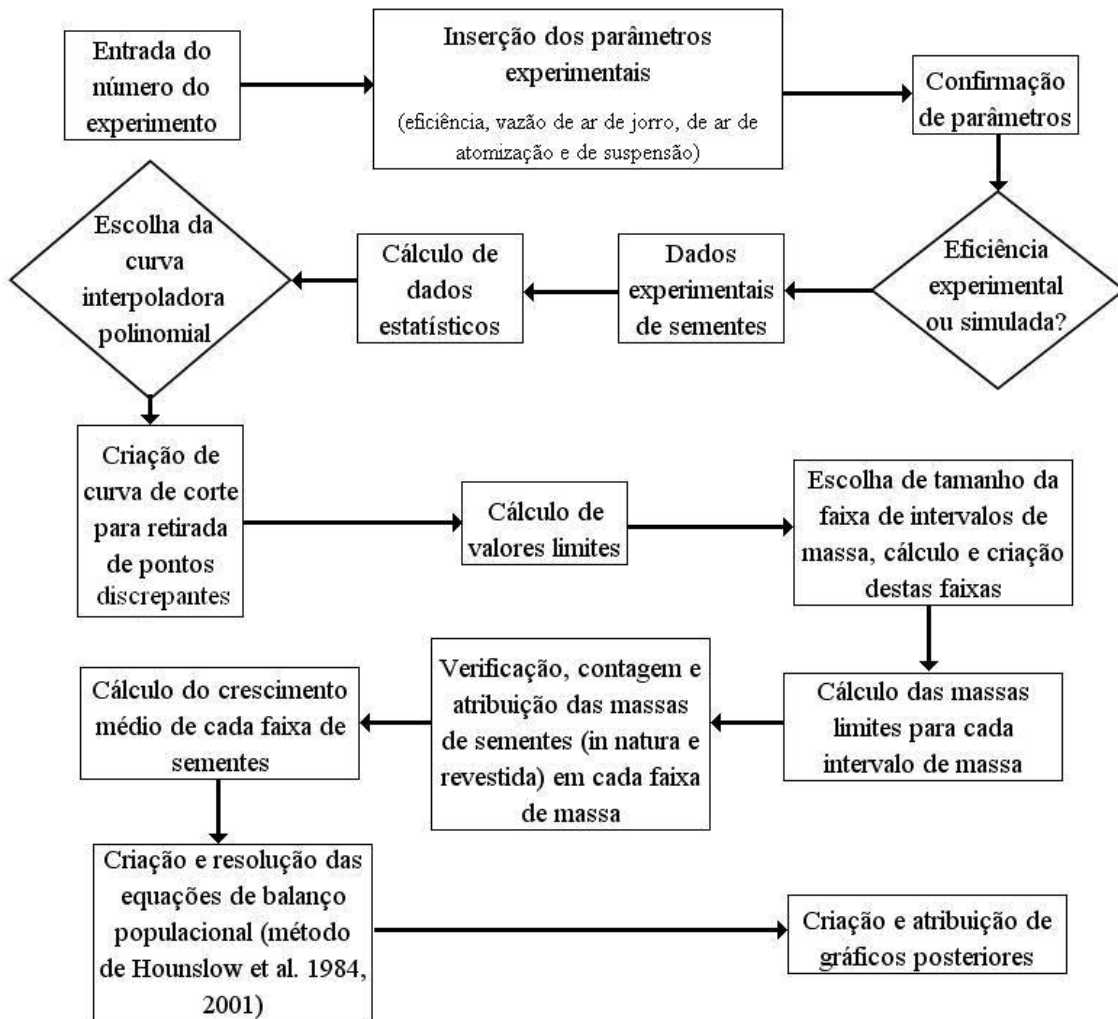 Entrada do
número do
experimento
Inserção dos parâmetros
experimentais
(eficiência, vazão de ar de jorro, de ar de
atomização e de suspensão)
Confirmação
de parâmetros
Eficiência
experimental
ou simulada?
Dados
experimentais
de sementes
Cálculo de
dados
estatísticos
Escolha da
curva
interpoladora
polinomial
Criação de
curva de corte
para retirada
de pontos
discrepantes
Cálculo de
valores limites
Escolha de tamanho da
faixa de intervalos de
massa, cálculo e criação
destas faixas
Cálculo das massas
limites para cada
intervalo de massa
Verificação, contagem e
atribuição das massas
de sementes (in natura e
revestida) em cada faixa
de massa
Cálculo do crescimento
médio de cada faixa de
sementes
Criação e resolução das
equações de balanço
populacional (método
de Hounslow et al. 1984,
2001)
Criação e atribuição de
gráficos posteriores